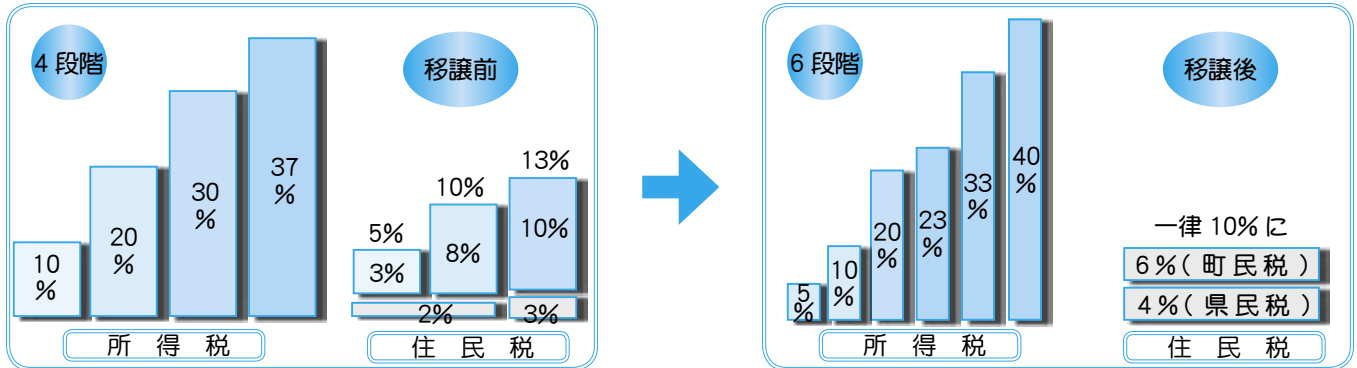 4 段階
移譲前
10
%
20
%
30
%
37
%
5%
3%
10%
8%
13%
10%
2%
3%
所 得 税
住 民 税
6 段階
移譲後
5
%
10
%
20
%
23
%
33
%
40
%
一律 10% に
6 %( 町 民 税 )
4 %( 県 民 税 )
所 得 税
住 民 税